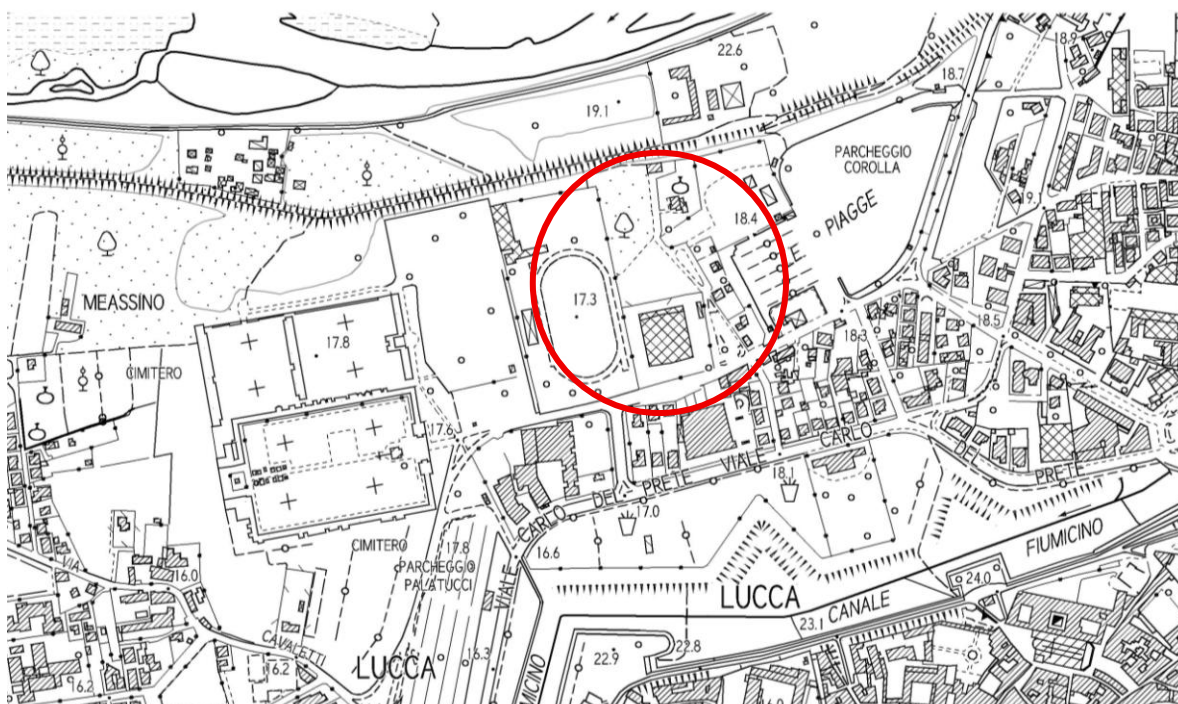 22.6
18.9
18.7
19.1
PARCHEGGIO
COROLLA
PIAGGE
18.4
17.3
MEASSINO
17.8
CIMITERO
18.5
18.3
17.6
VIALE
CARLO
DEL
PRETE
18.1
17.0
CARLO
DEL
PRETE
VIALE
16.6
17.8
PARCHEGGIO
PALATUCCI
CIMITERO
VIA
16.0
CAVALETTI
16.2
16.2
LUCCA
16.3
LUCCA
CANALE
FIUMICINO
24.0
23.1
22.8
22.9